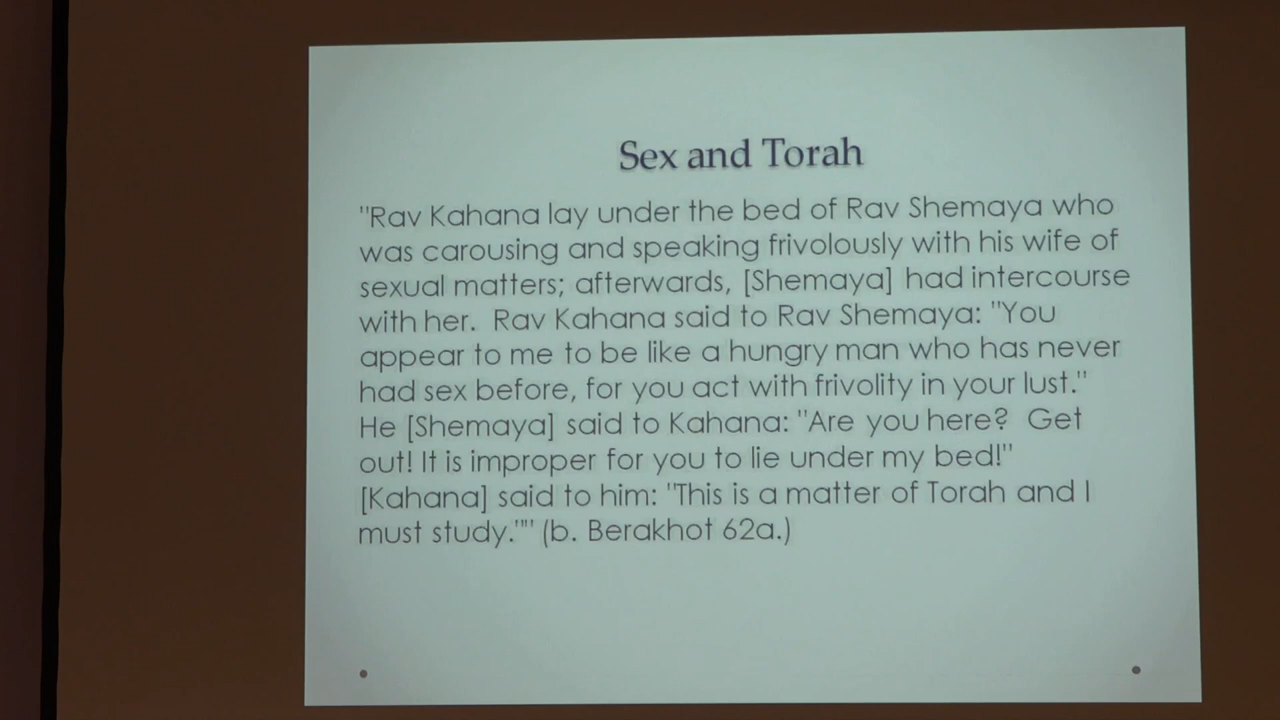 Sex and Torah
"Rav Kahana lay under the bed of Rav Shemaya who
was carousing and speaking frivolously with his wife of
sexual matters; afterwards, [Shemaya] had intercourse
with her.  Rav Kahana said to Rav Shemaya: "You
appear to me to be like a hungry man who has never
had sex before, for you act with frivolity in your lust."
He [Shemaya] said to Kahana: "Are you here?  Get
out! It is improper for you to lie under my bed!"
[Kahana] said to him: "This is a matter of Torah and I
must study."" (b. Berakhot 62a.)